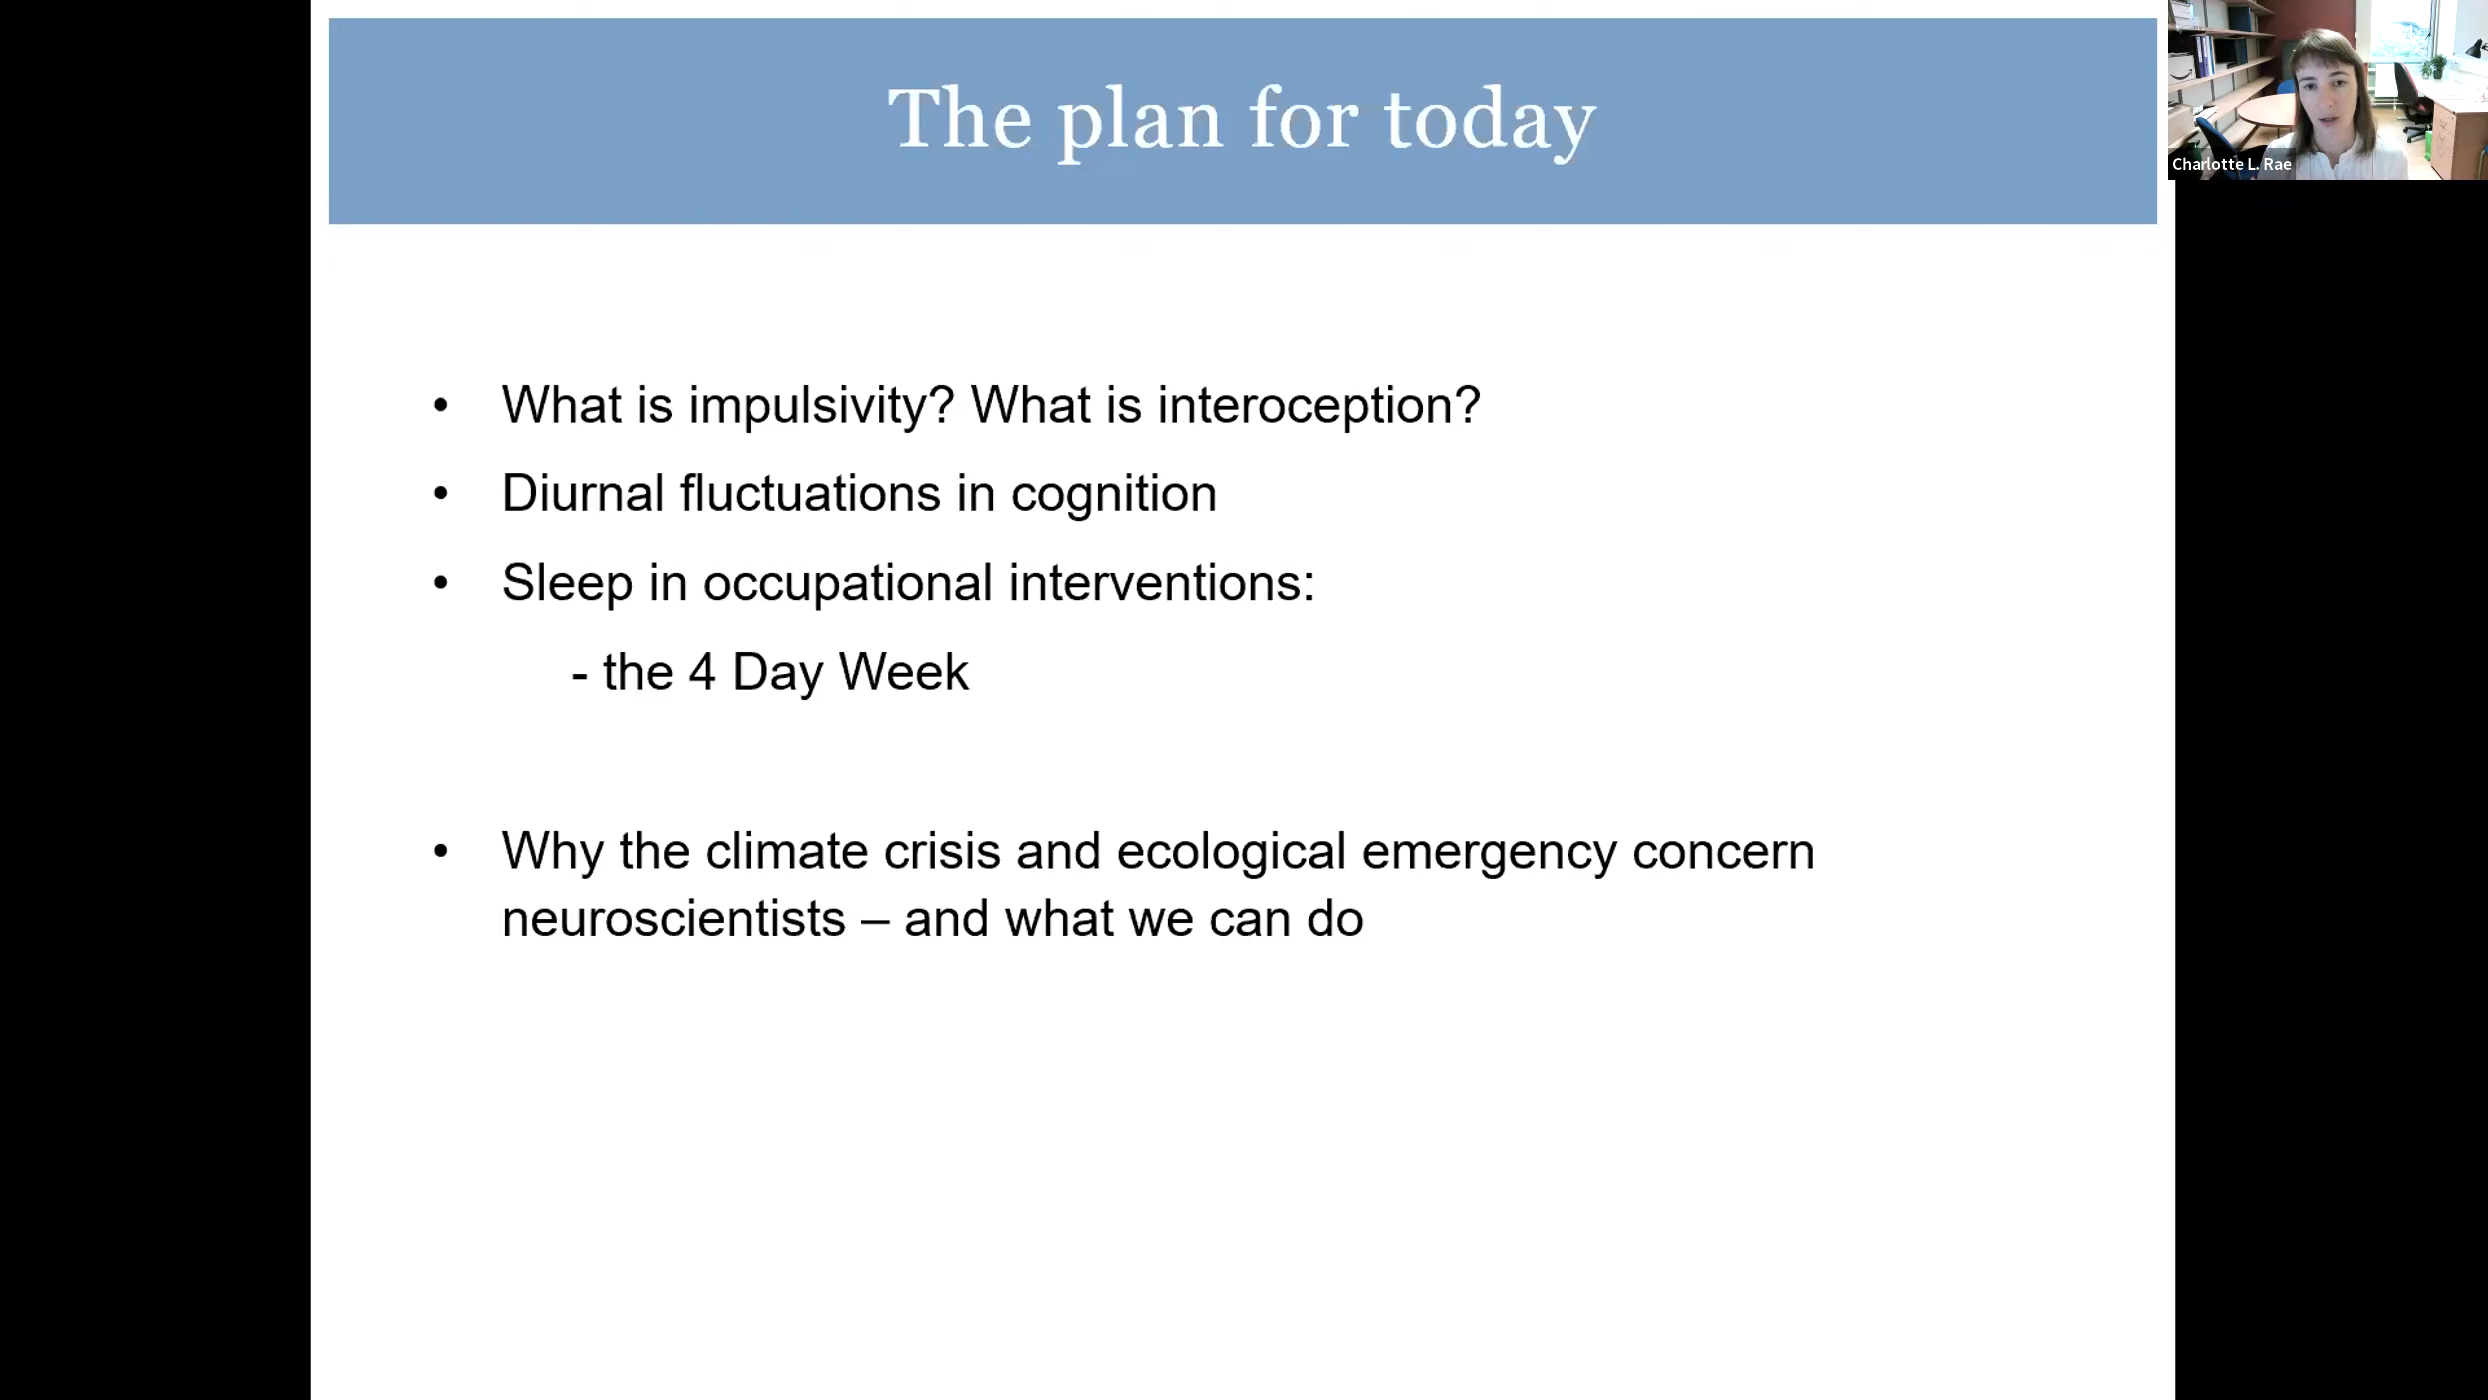 The plan for today
Charlotte L. Rae
• What is impulsivity? What is interoception?
• Diurnal fluctuations in cognition
• Sleep in occupational interventions:
- the 4 Day Week
• Why the climate crisis and ecological emergency concern
neuroscientists – and what we can do